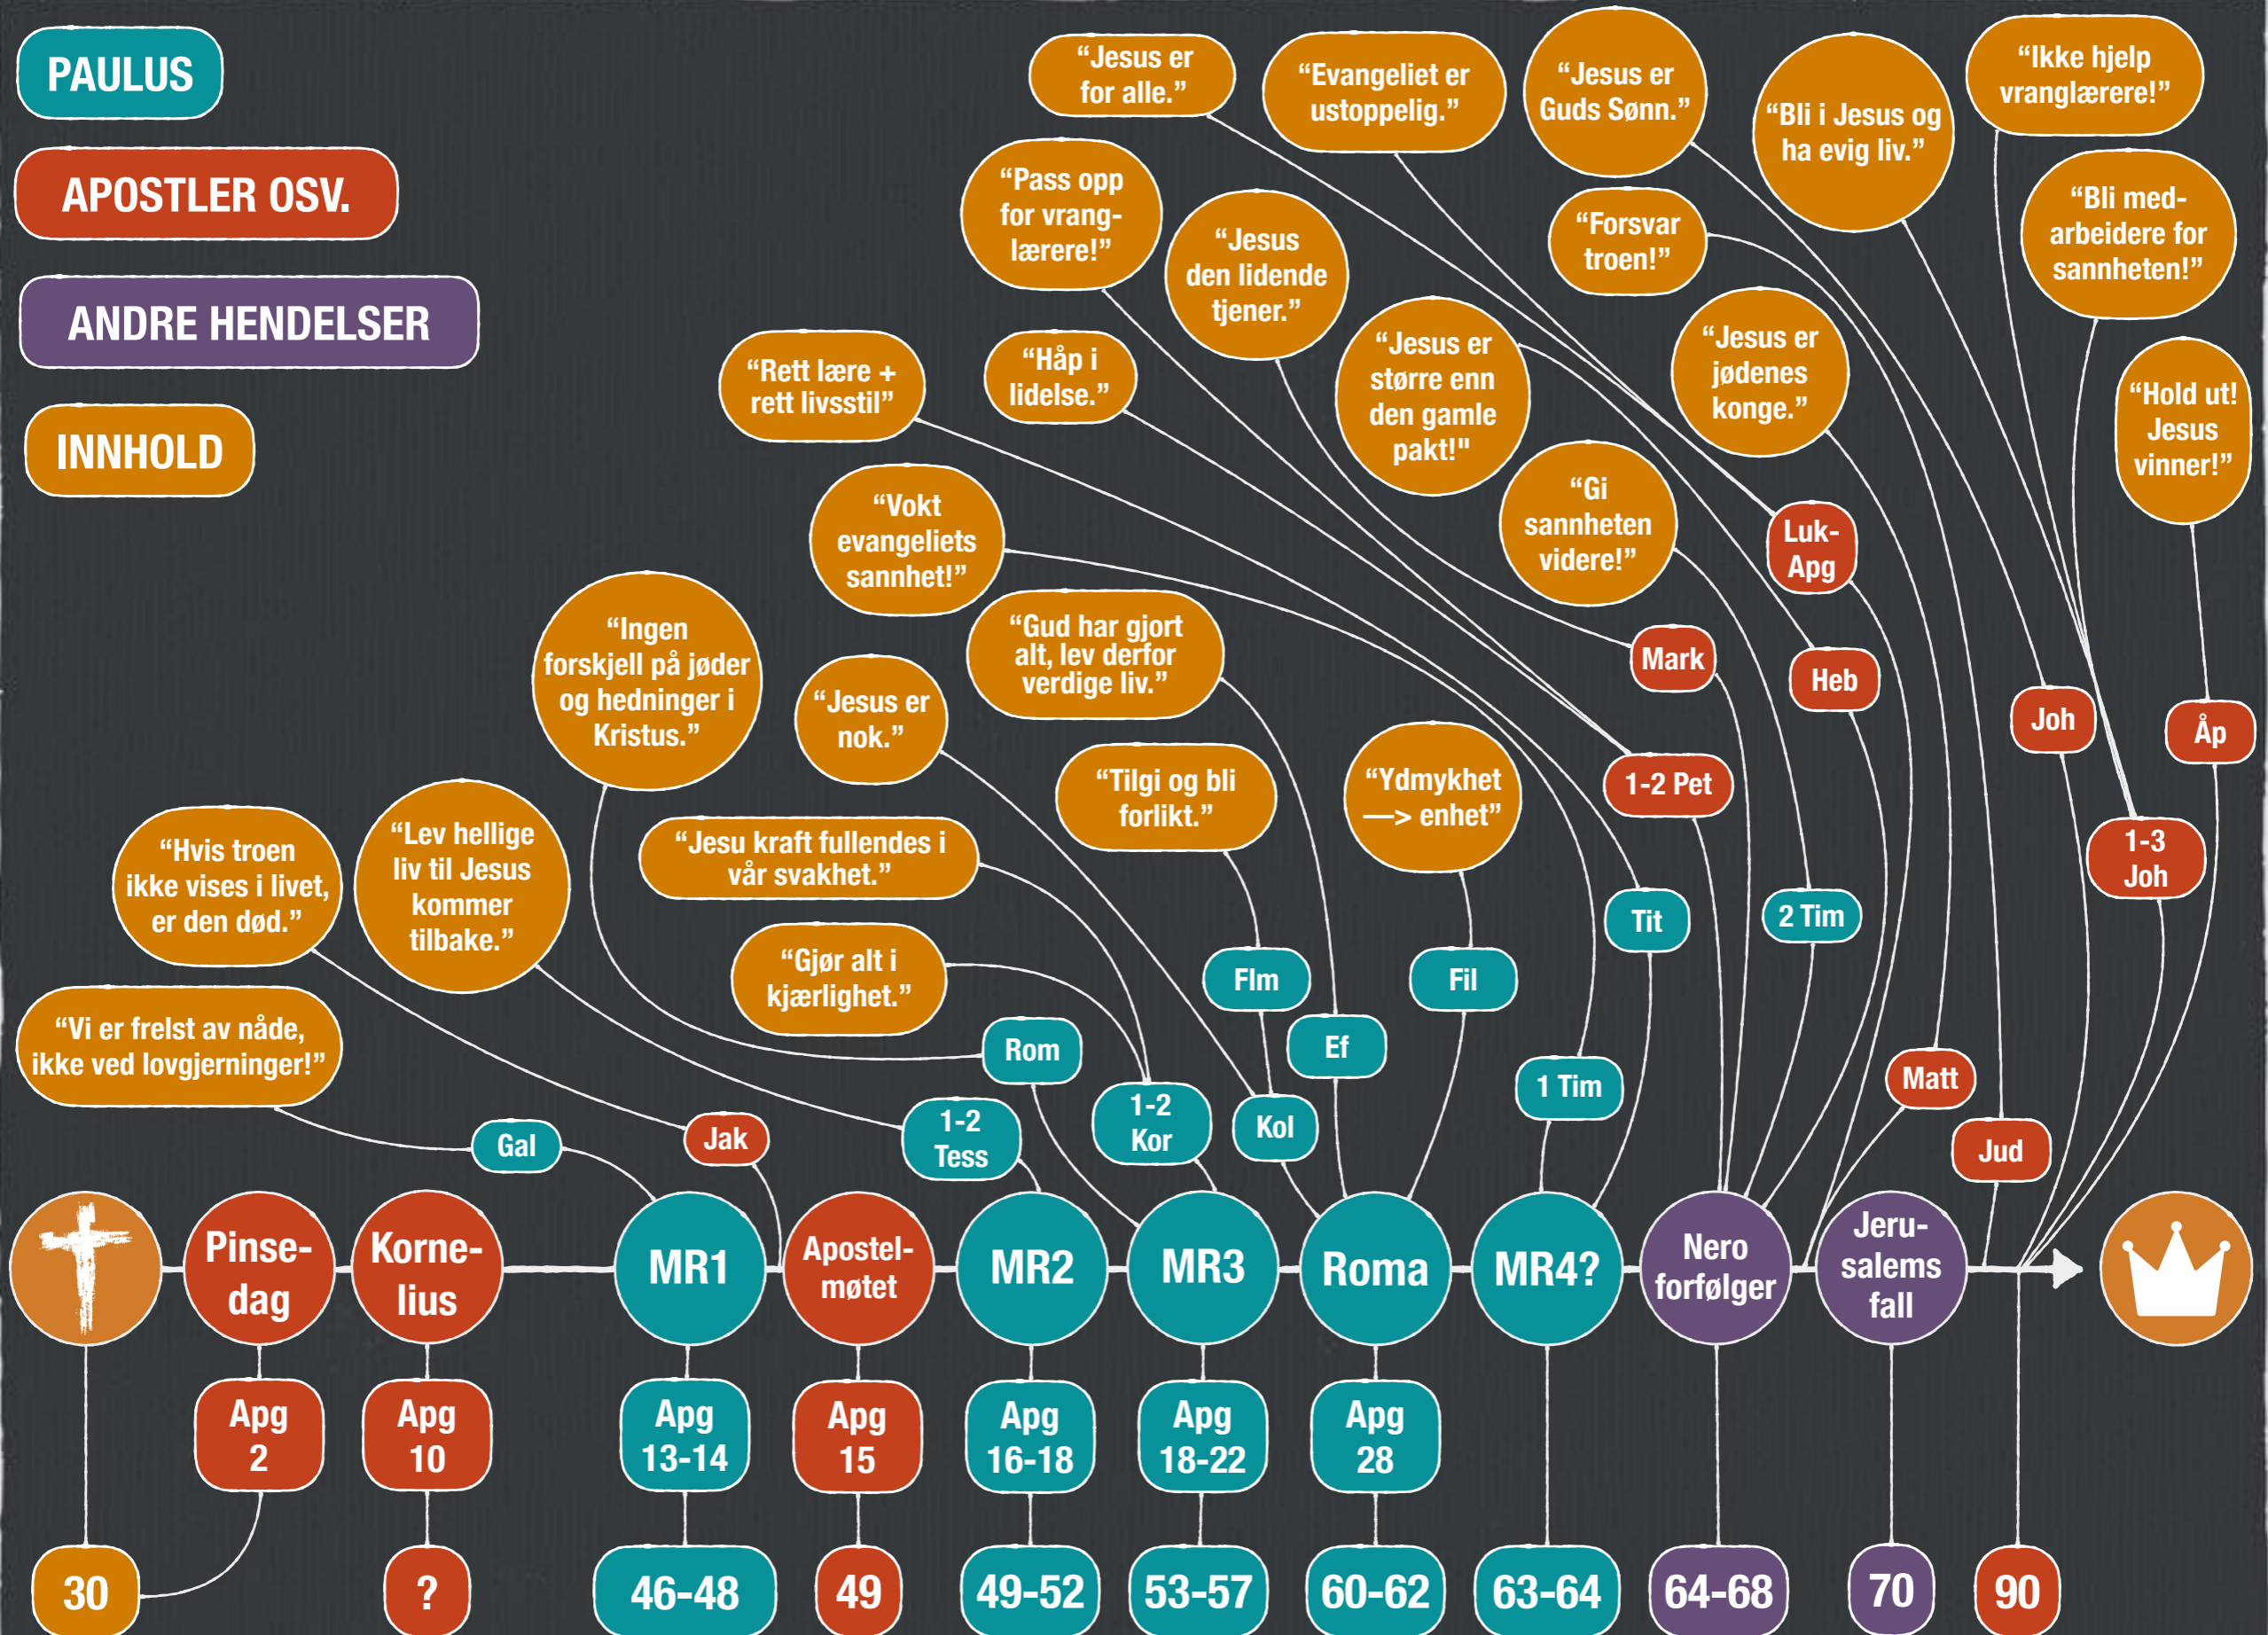 PAULUS
APOSTLER OSV.
ANDRE HENDELSER
INNHOLD
“Jesus er
for alle.”
“Evangeliet er
ustoppelig.”
“Jesus er
Guds Sønn.”
“Bli i Jesus og
ha evig liv.”
“Ikke hjelp
vranglærere!”
“Pass opp
for vrang-
lærere!”
“Jesus
den lidende
tjener.”
“Forsvar
troen!”
“Bli med-
arbeidere for
sannheten!”
“Rett lære +
rett livsstil”
“Håp i
lidelse.”
“Jesus er
større enn
den gamle
pakt!"
“Jesus er
jødenes
konge.”
“Hold ut!
Jesus
vinner!”
“Vokt
evangeliets
sannhet!”
“Gi
sannheten
videre!”
Luk-
Apg
“Ingen
forskjell på jøder
og hedninger i
Kristus.”
“Jesus er
nok.”
“Gud har gjort
alt, lev derfor
verdige liv.”
Mark
Heb
Joh
Åp
“Hvis troen
ikke vises i livet,
er den død.”
“Lev hellige
liv til Jesus
kommer
tilbake.”
“Jesu kraft fullendes i
vår svakhet.”
“Tilgi og bli
forlikt.”
“Ydmykhet
—> enhet”
1-2 Pet
1-3
Joh
“Gjør alt i
kjærlighet.”
Flm
Fil
Tit
2 Tim
“Vi er frelst av nåde,
ikke ved lovgjerninger!”
Rom
Ef
1 Tim
Matt
Gal
Jak
1-2
Tess
1-2
Kor
Kol
Jud
Pinse-
dag
Korne-
lius
MR1
Apostel-
møtet
MR2
MR3
Roma
MR4?
Nero
forfølger
Jeru-
salems
fall
Apg
2
Apg
10
Apg
13-14
Apg
15
Apg
16-18
Apg
18-22
Apg
28
30
?
46-48
49
49-52
53-57
60-62
63-64
64-68
70
90